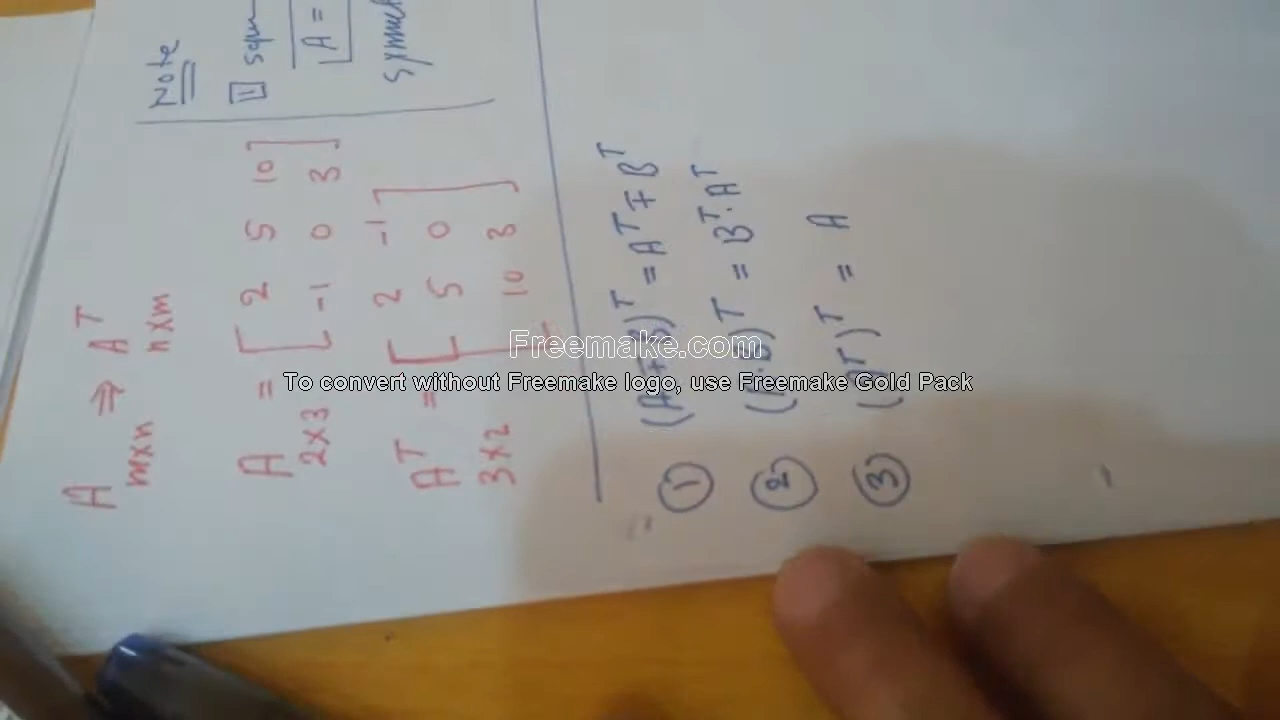 A m×n ⇒ A^T n×m
A 2×3 = [ 2 5 10
-1 0 3 ]
A^T 3×2 = [ 2 -1
5 0
10 3 ]
Note
1
A =
① (A∓B)^T = A^T ∓ B^T
② (A·B)^T = B^T·A^T
③ (A^T)^T = A
Freemake.com
To convert without Freemake logo, use Freemake Gold Pack